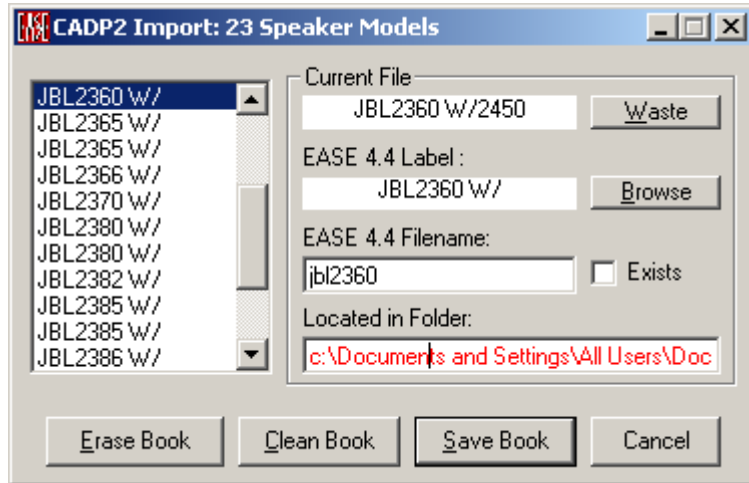 EASE CADP2 Import: 23 Speaker Models
JBL2360 W/
JBL2365 W/
JBL2365 W/
JBL2366 W/
JBL2370 W/
JBL2380 W/
JBL2380 W/
JBL2382 W/
JBL2385 W/
JBL2385 W/
JBL2386 W/
Current File
JBL2360 W/2450
Waste
EASE 4.4 Label :
JBL2360 W/
Browse
EASE 4.4 Filename:
jbl2360
Exists
Located in Folder:
c:\Documents and Settings\All Users\Doc
Erase Book
Clean Book
Save Book
Cancel